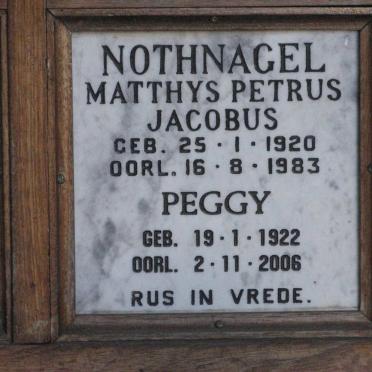 NOTHNAGEL
MATTHYS PETRUS
JACOBUS
GEB. 25 · 1 · 1920
OORL. 16 · 8 · 1983
PEGGY
GEB. 19 · 1 · 1922
OORL. 2 · 11 · 2006
RUS IN VREDE.